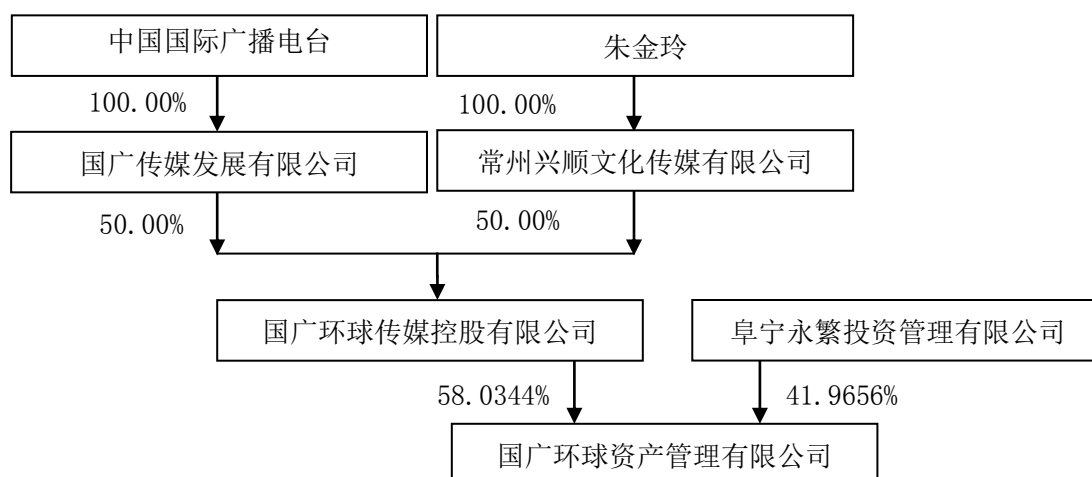 中国国际广播电台
朱金玲
100.00%
100.00%
国广传媒发展有限公司
常州兴顺文化传媒有限公司
50.00%
50.00%
国广环球传媒控股有限公司
阜宁永繁投资管理有限公司
58.0344%
41.9656%
国广环球资产管理有限公司